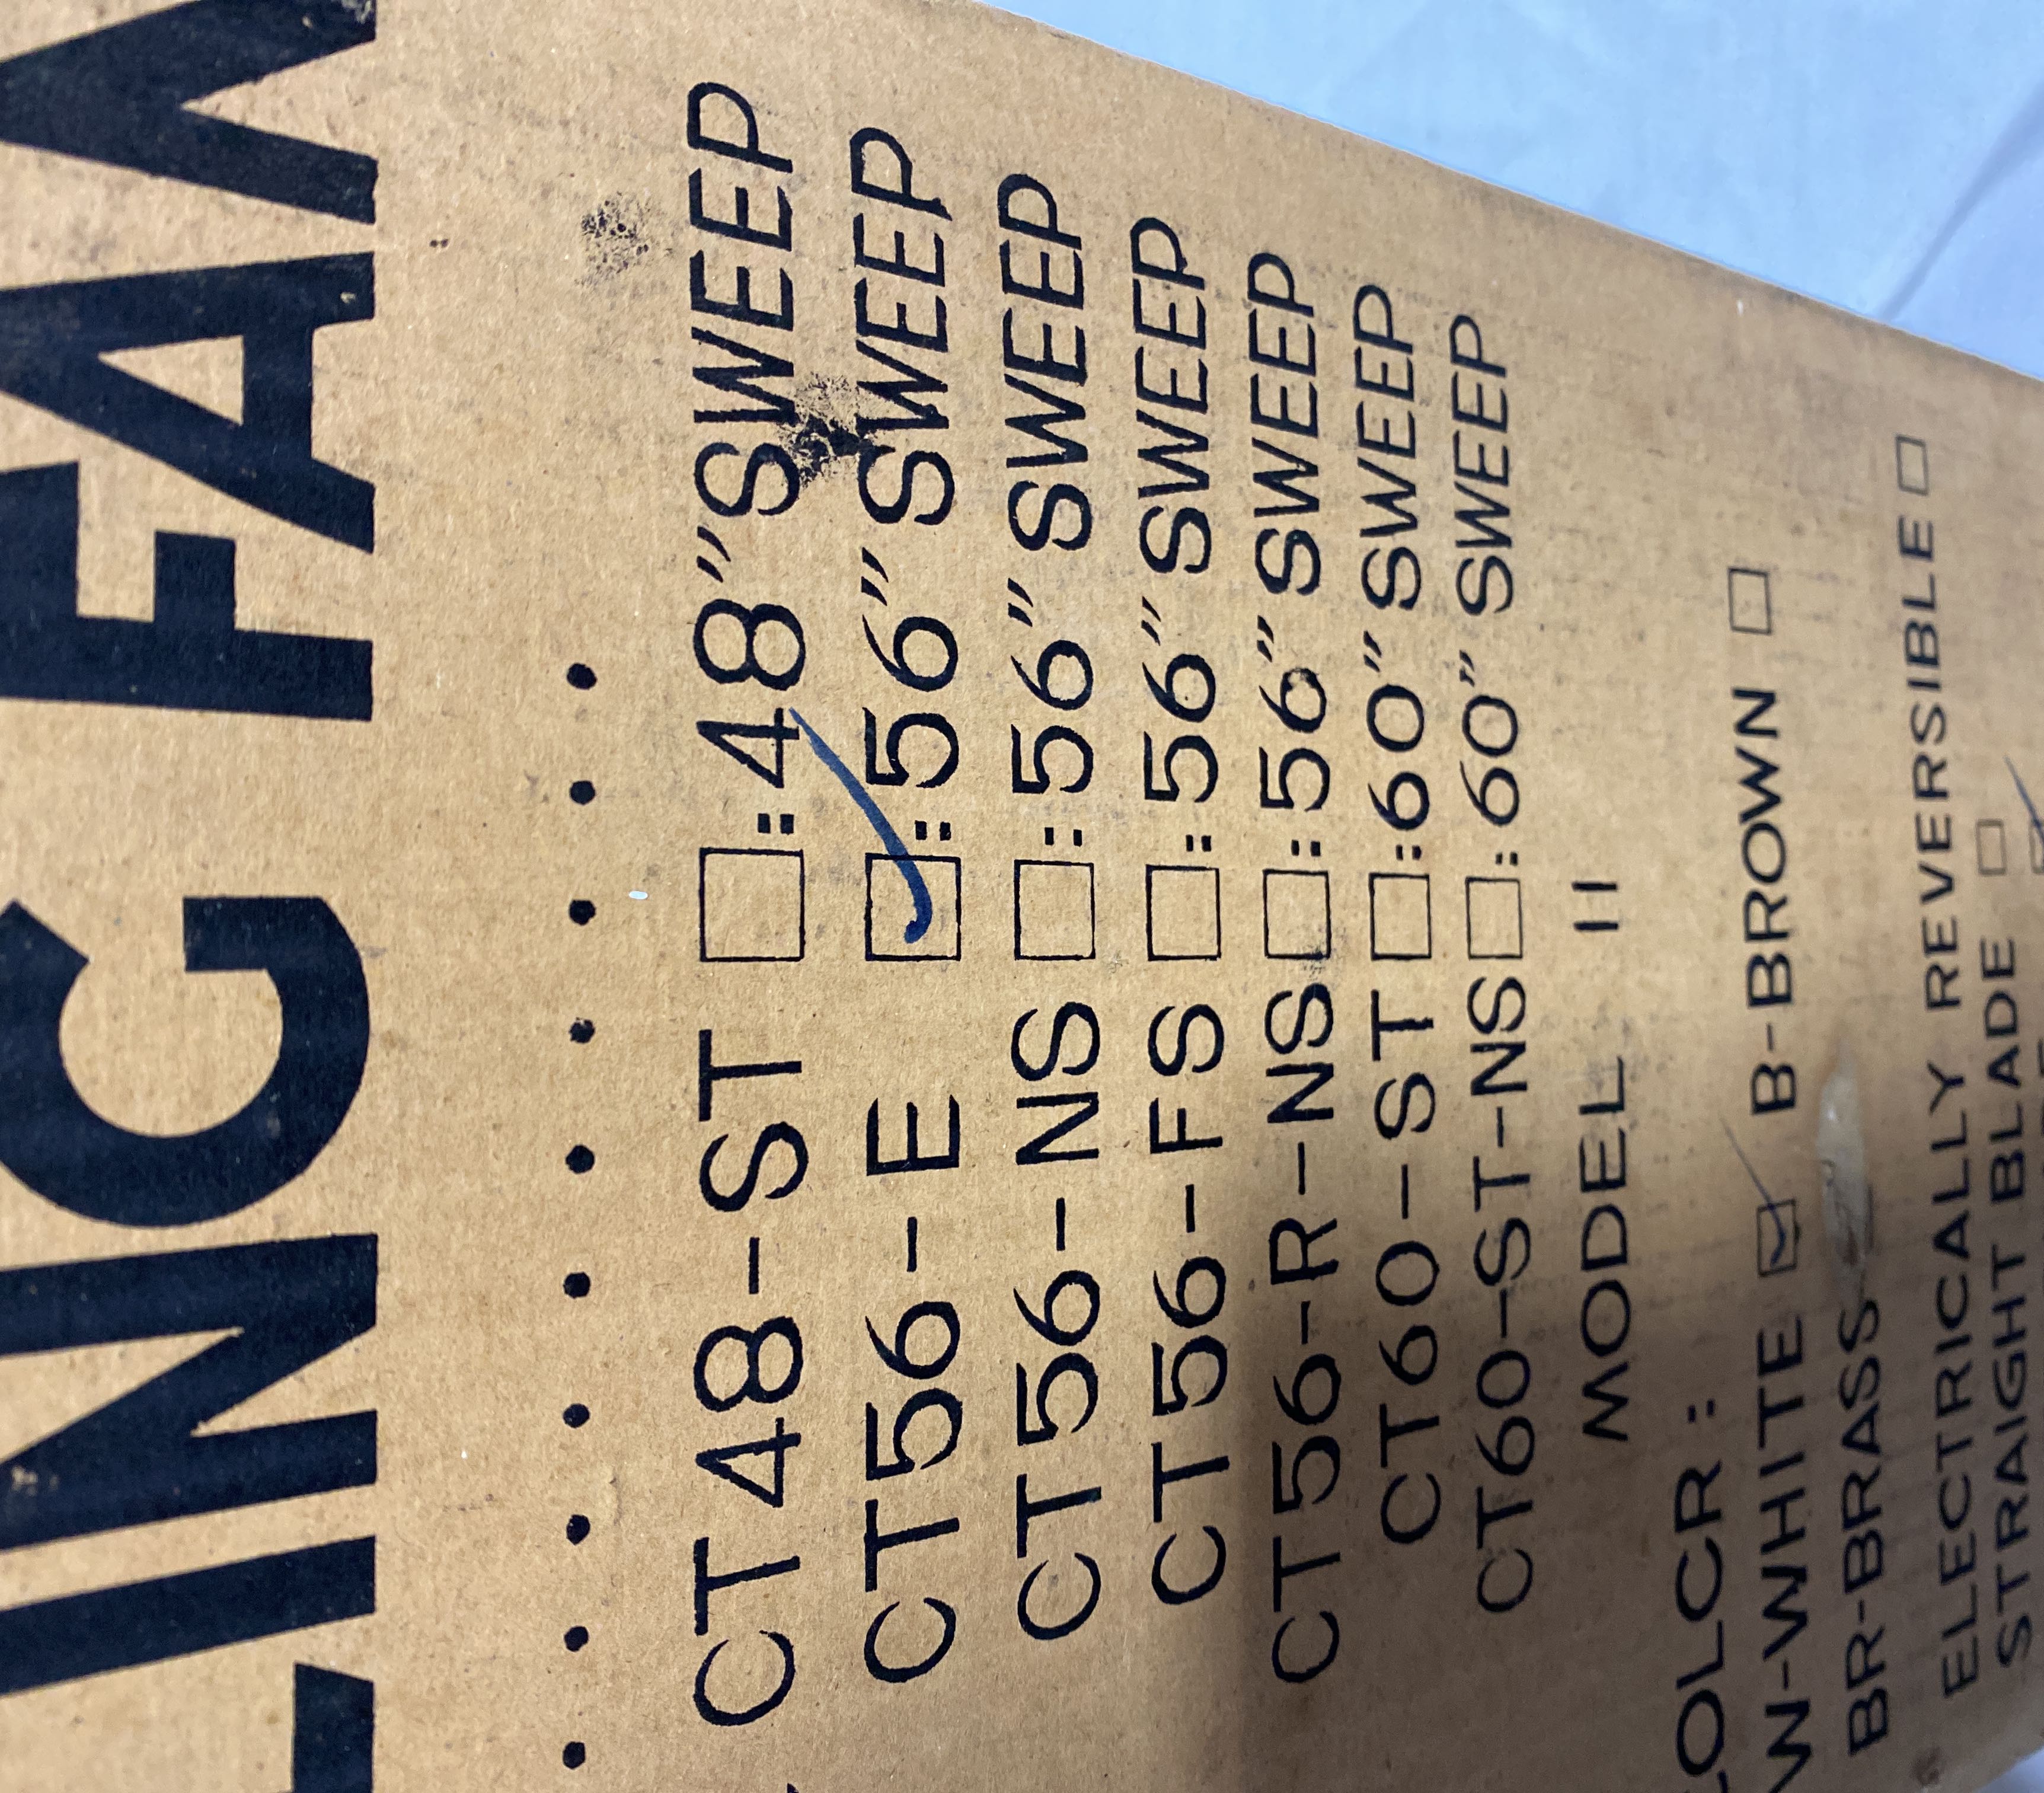 LING FAN
. . . . . . . . . .
CT48-ST ☐:48"SWEEP
CT56-E ☑:56"SWEEP
CT56-NS ☐:56"SWEEP
CT56-FS ☐:56"SWEEP
CT56-R-NS ☐:56"SWEEP
CT60-ST ☐:60"SWEEP
CT60-ST-NS ☐:60"SWEEP
MODEL II
OLCR :
W-WHITE ☑ B-BROWN ☐
BR-BRASS
ELECTRICALLY REVERSIBLE ☐
STRAIGHT BLADE ☐